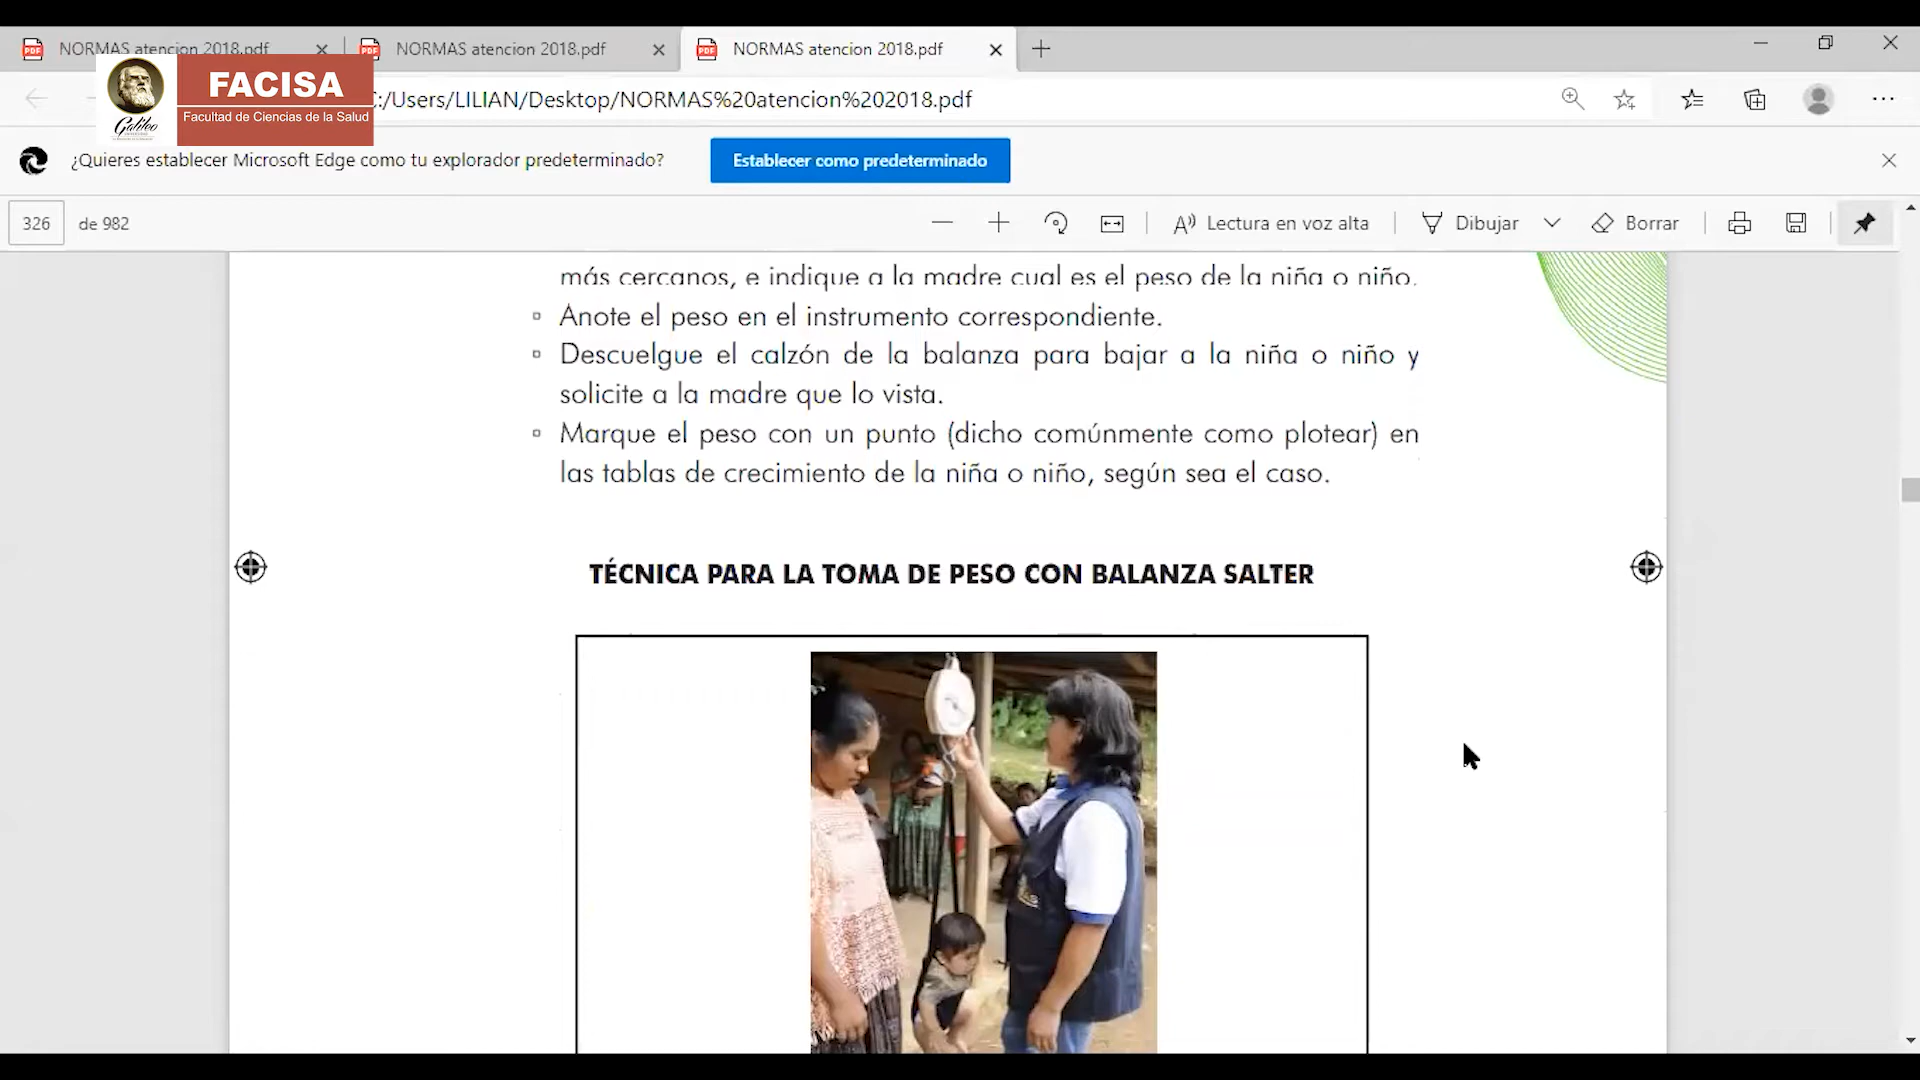 NORMAS atencion 2018.pdf
NORMAS atencion 2018.pdf
NORMAS atencion 2018.pdf
FACISA
Facultad de Ciencias de la Salud
Galileo
C:/Users/LILIAN/Desktop/NORMAS%20atencion%202018.pdf
¿Quieres establecer Microsoft Edge como tu explorador predeterminado?
Establecer como predeterminado
326 de 982
Lectura en voz alta
Dibujar
Borrar
más cercanos, e indique a la madre cual es el peso de la niña o niño.
Anote el peso en el instrumento correspondiente.
Descuelgue el calzón de la balanza para bajar a la niña o niño y
solicite a la madre que lo vista.
Marque el peso con un punto (dicho comúnmente como plotear) en
las tablas de crecimiento de la niña o niño, según sea el caso.
TÉCNICA PARA LA TOMA DE PESO CON BALANZA SALTER